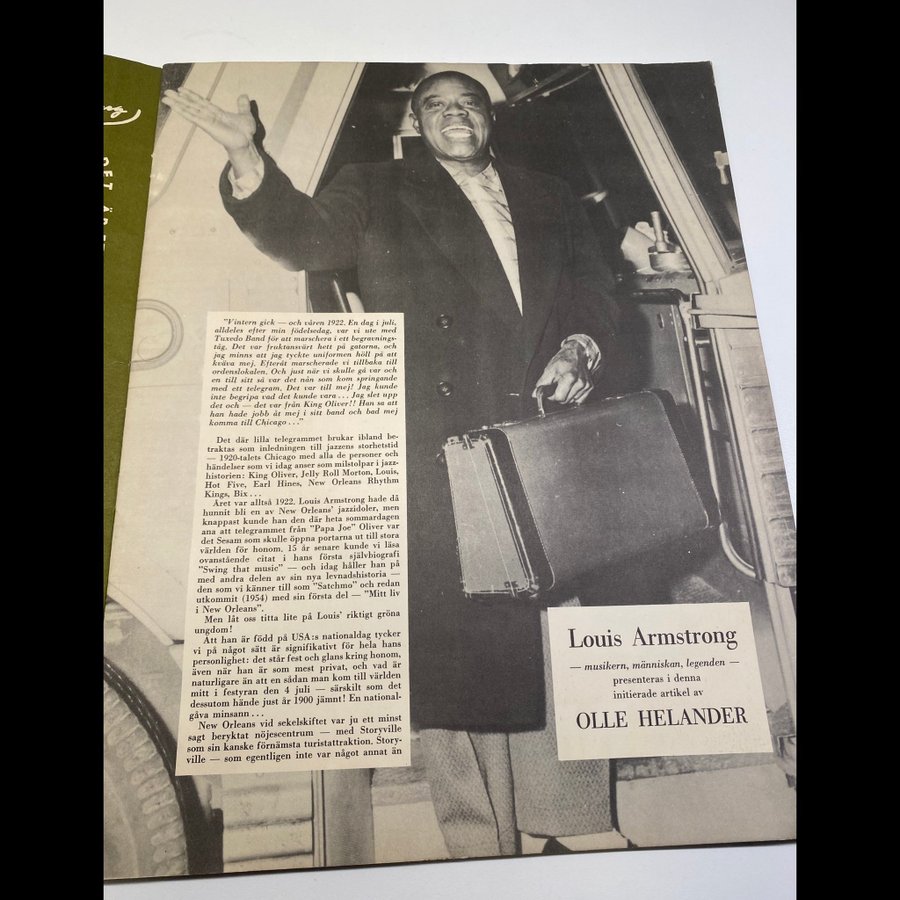 "Vintern gick — och våren 1922. En dag i juli,
alldeles efter min födelsedag, var vi ute med
Tuxedo Band för att marschera i ett begravnings-
tåg. Det var fruktansvärt hett på gatorna, och
jag minns att jag tyckte uniformen höll på att
kväva mej. Efteråt marscherade vi tillbaka till
ordenslokalen. Och just när vi skulle gå var och
en till sitt så var det nån som kom springande
med ett telegram. Det var till mej! Jag kunde
inte begripa vad det kunde vara... Jag slet upp
det och — det var från King Oliver!! Han sa att
han hade jobb åt mej i sitt band och bad mej
komma till Chicago..."
Det där lilla telegrammet brukar ibland be-
traktas som inledningen till jazzens storhetstid
— 1920-talets Chicago med alla de personer och
händelser som vi idag anser som milstolpar i jazz-
historien: King Oliver, Jelly Roll Morton, Louis,
Hot Five, Earl Hines, New Orleans Rhythm
Kings, Bix...
Året var alltså 1922. Louis Armstrong hade då
hunnit bli en av New Orleans' jazzidoler, men
knappast kunde han den där heta sommardagen
ana att telegrammet från "Papa Joe" Oliver var
det Sesam som skulle öppna portarna ut till stora
världen för honom. 15 år senare kunde vi läsa
ovanstående citat i hans första självbiografi
"Swing that music" — och idag håller han på
med andra delen av sin nya levnadshistoria —
den som vi känner till som "Satchmo" och redan
utkommit (1954) med sin första del — "Mitt liv
i New Orleans".
Men låt oss titta lite på Louis' riktigt gröna
ungdom!
Att han är född på USA:s nationaldag tycker
vi på något sätt är signifikativt för hela hans
personlighet: det står fest och glans kring honom,
även när han är som mest privat, och vad är
naturligare än att en sådan man kom till världen
mitt i festyran den 4 juli — särskilt som det
dessutom hände just år 1900 jämnt! En national-
gåva minsann...
New Orleans vid sekelskiftet var ju ett minst
sagt beryktat nöjescentrum — med Storyville
som sin kanske förnämsta turistattraktion. Story-
ville — som egentligen inte var något annat än
Louis Armstrong
— musikern, människan, legenden —
presenteras i denna
initierade artikel av
OLLE HELANDER